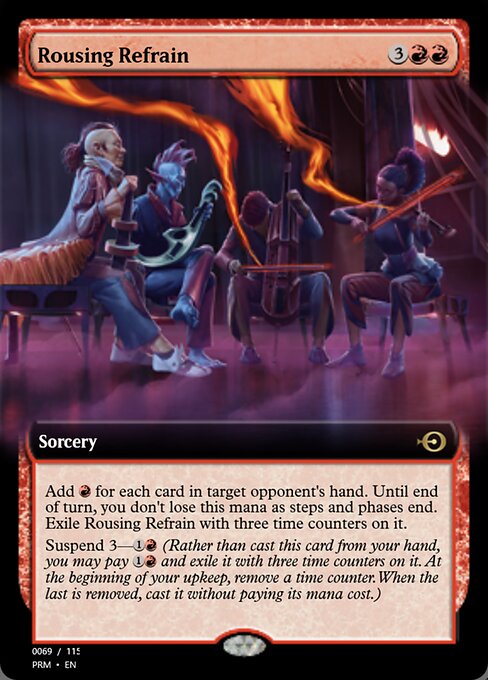 Rousing Refrain 3
Sorcery
Add for each card in target opponent's hand. Until end
of turn, you don't lose this mana as steps and phases end.
Exile Rousing Refrain with three time counters on it.
Suspend 3—1 (Rather than cast this card from your hand,
you may pay 1 and exile it with three time counters on it. At
the beginning of your upkeep, remove a time counter. When
the last is removed, cast it without paying its mana cost.)
0069 / 115
PRM • EN